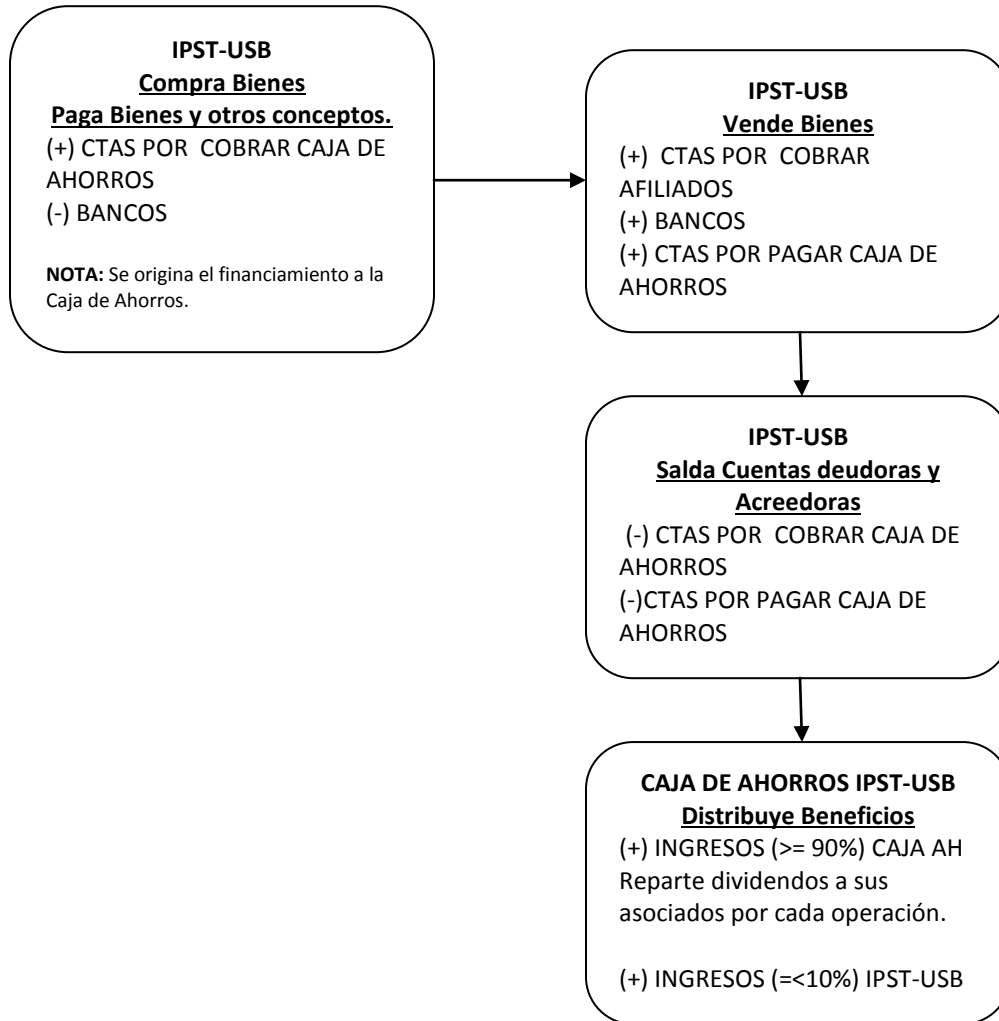 IPST-USB
Compra Bienes
Paga Bienes y otros conceptos.
(+) CTAS POR COBRAR CAJA DE
AHORROS
(-) BANCOS
NOTA: Se origina el financiamiento a la
Caja de Ahorros.
IPST-USB
Vende Bienes
(+) CTAS POR COBRAR
AFILIADOS
(+) BANCOS
(+) CTAS POR PAGAR CAJA DE
AHORROS
IPST-USB
Salda Cuentas deudoras y
Acreedoras
(-) CTAS POR COBRAR CAJA DE
AHORROS
(-)CTAS POR PAGAR CAJA DE
AHORROS
CAJA DE AHORROS IPST-USB
Distribuye Beneficios
(+) INGRESOS (>= 90%) CAJA AH
Reparte dividendos a sus
asociados por cada operación.
(+) INGRESOS (=<10%) IPST-USB